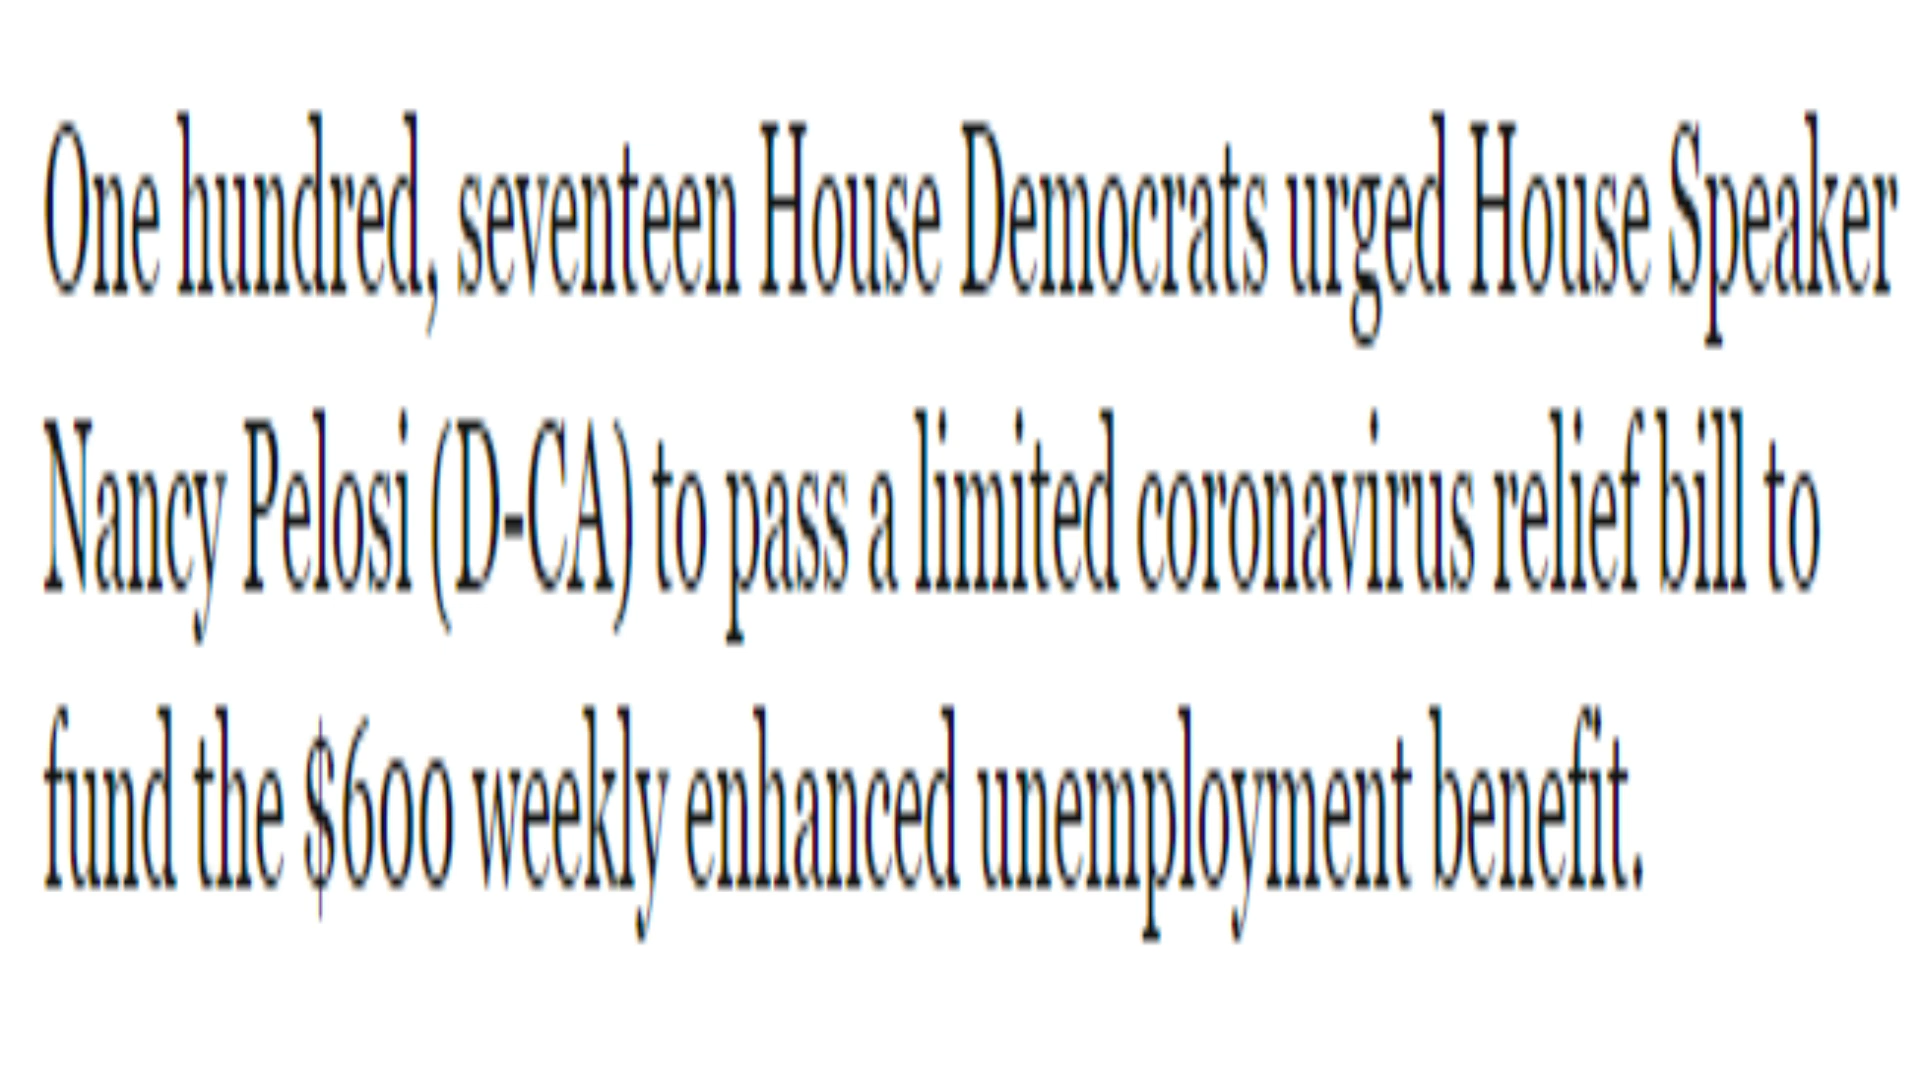 One hundred, seventeen House Democrats urged House Speaker
Nancy Pelosi (D-CA) to pass a limited coronavirus relief bill to
fund the $600 weekly enhanced unemployment benefit.